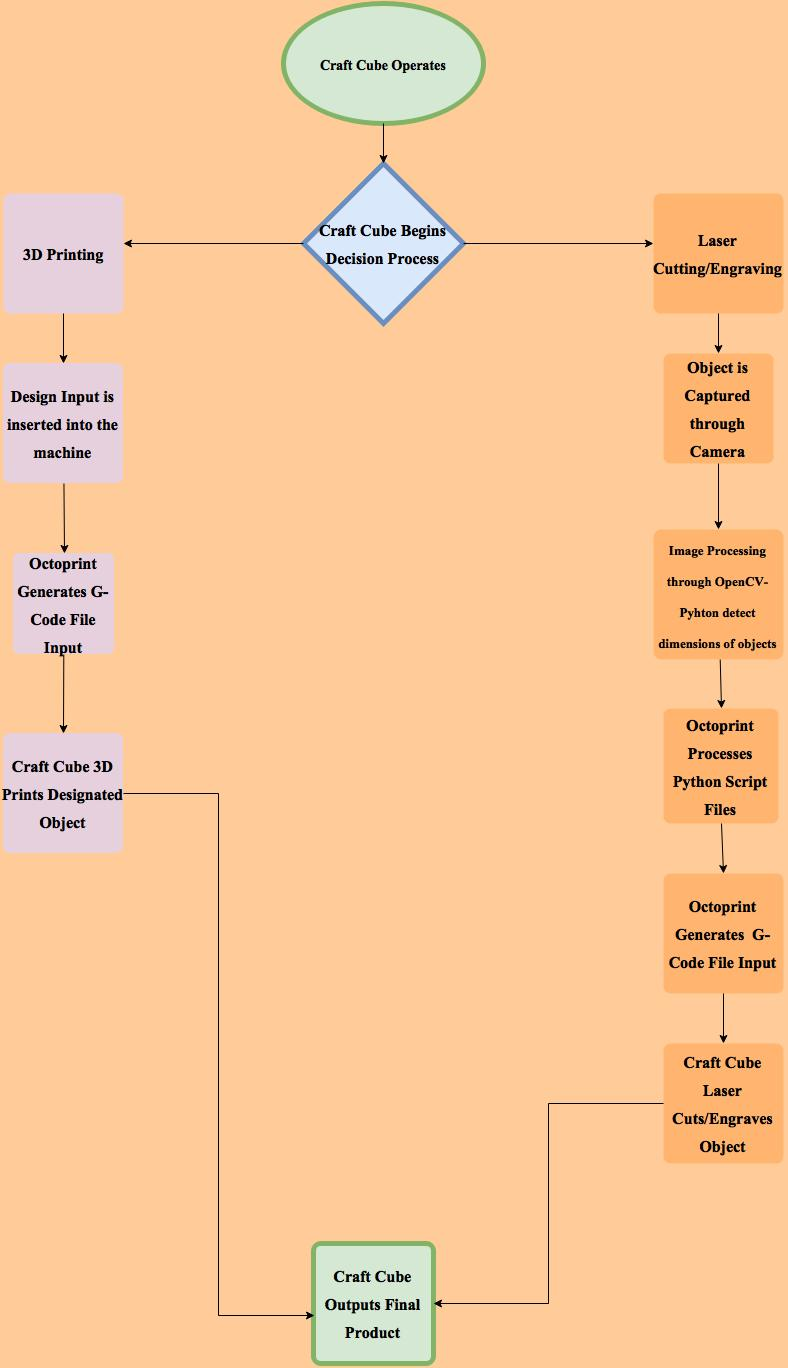 Craft Cube Operates
Craft Cube Begins
Decision Process
3D Printing
Design Input is
inserted into the
machine
Octoprint
Generates G-
Code File
Input
Craft Cube 3D
Prints Designated
Object
Laser
Cutting/Engraving
Object is
Captured
through
Camera
Image Processing
through OpenCV-
Pyhton detect
dimensions of objects
Octoprint
Processes
Python Script
Files
Octoprint
Generates G-
Code File Input
Craft Cube
Laser
Cuts/Engraves
Object
Craft Cube
Outputs Final
Product